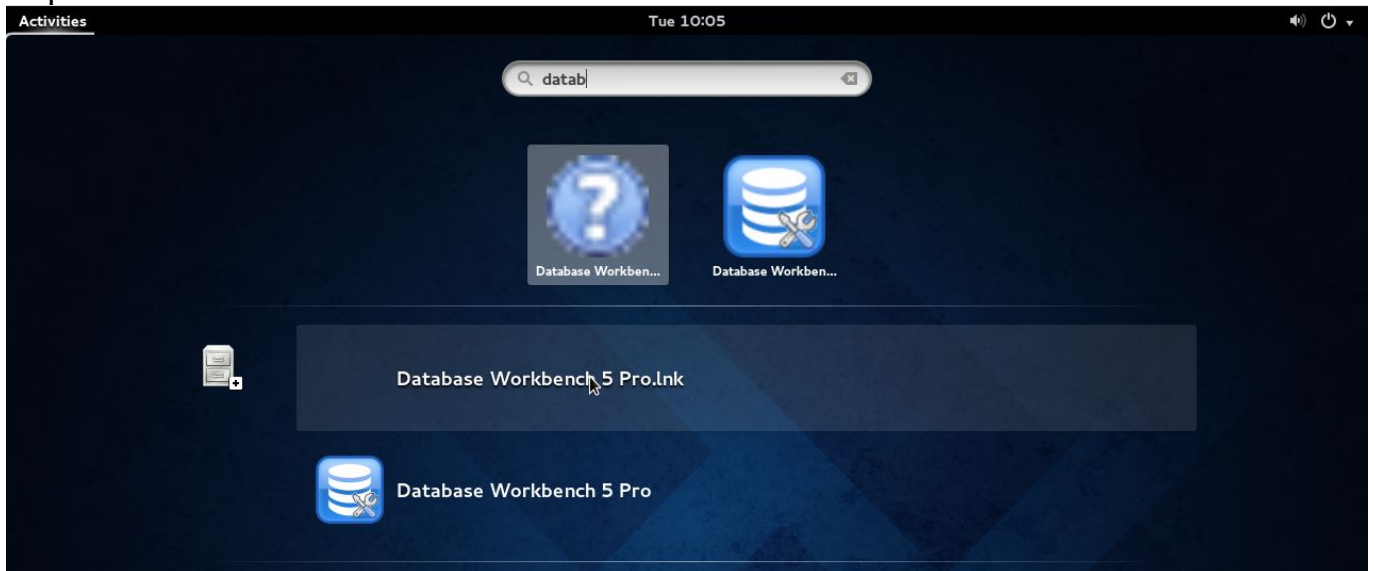 Activities
Tue 10:05
datab
Database Workben...
Database Workben...
Database Workbench 5 Pro.lnk
Database Workbench 5 Pro